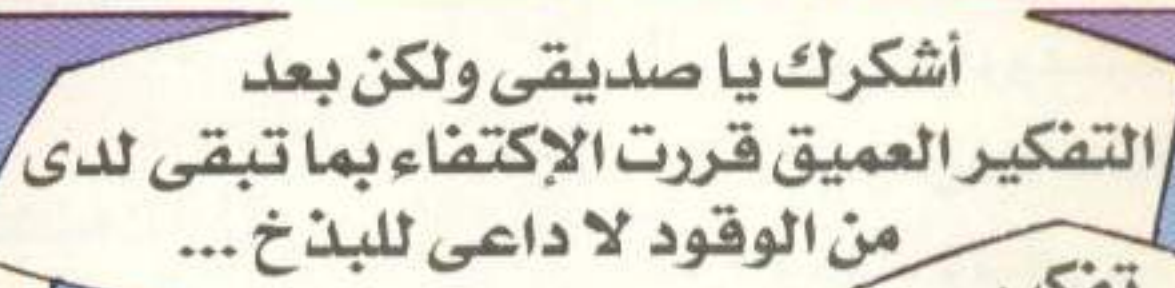 أشكرك يا صديقى ولكن بعد
التفكير العميق قررت الإكتفاء بما تبقى لدى
من الوقود لا داعى للبذخ ...